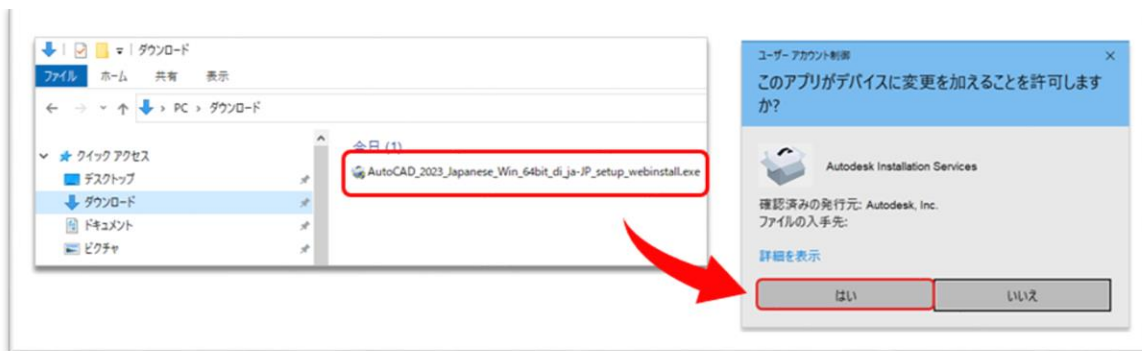 ダウンロード
ファイル ホーム 共有 表示
PC › ダウンロード
クイック アクセス
デスクトップ
ダウンロード
ドキュメント
ピクチャ
今日 (1)
AutoCAD_2023_Japanese_Win_64bit_di_ja-JP_setup_webinstall.exe
ユーザー アカウント制御
このアプリがデバイスに変更を加えることを許可します
か?
Autodesk Installation Services
確認済みの発行元: Autodesk, Inc.
ファイルの入手先:
詳細を表示
はい いいえ